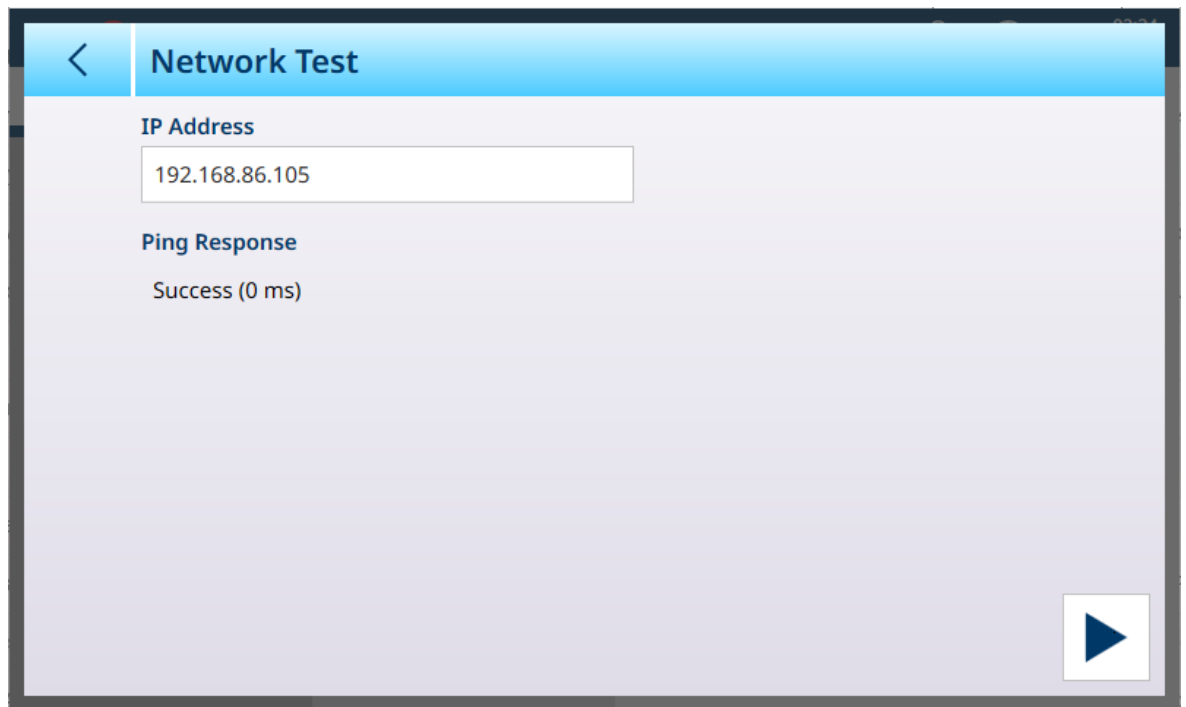 Network Test
IP Address
192.168.86.105
Ping Response
Success (0 ms)